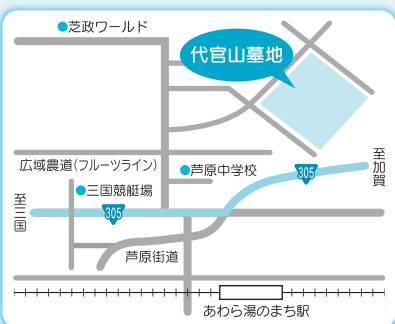 芝政ワールド
代官山墓地
広域農道(フルーツライン)
芦原中学校
至加賀
305
三国競艇場
至三国
305
芦原街道
あわら湯のまち駅